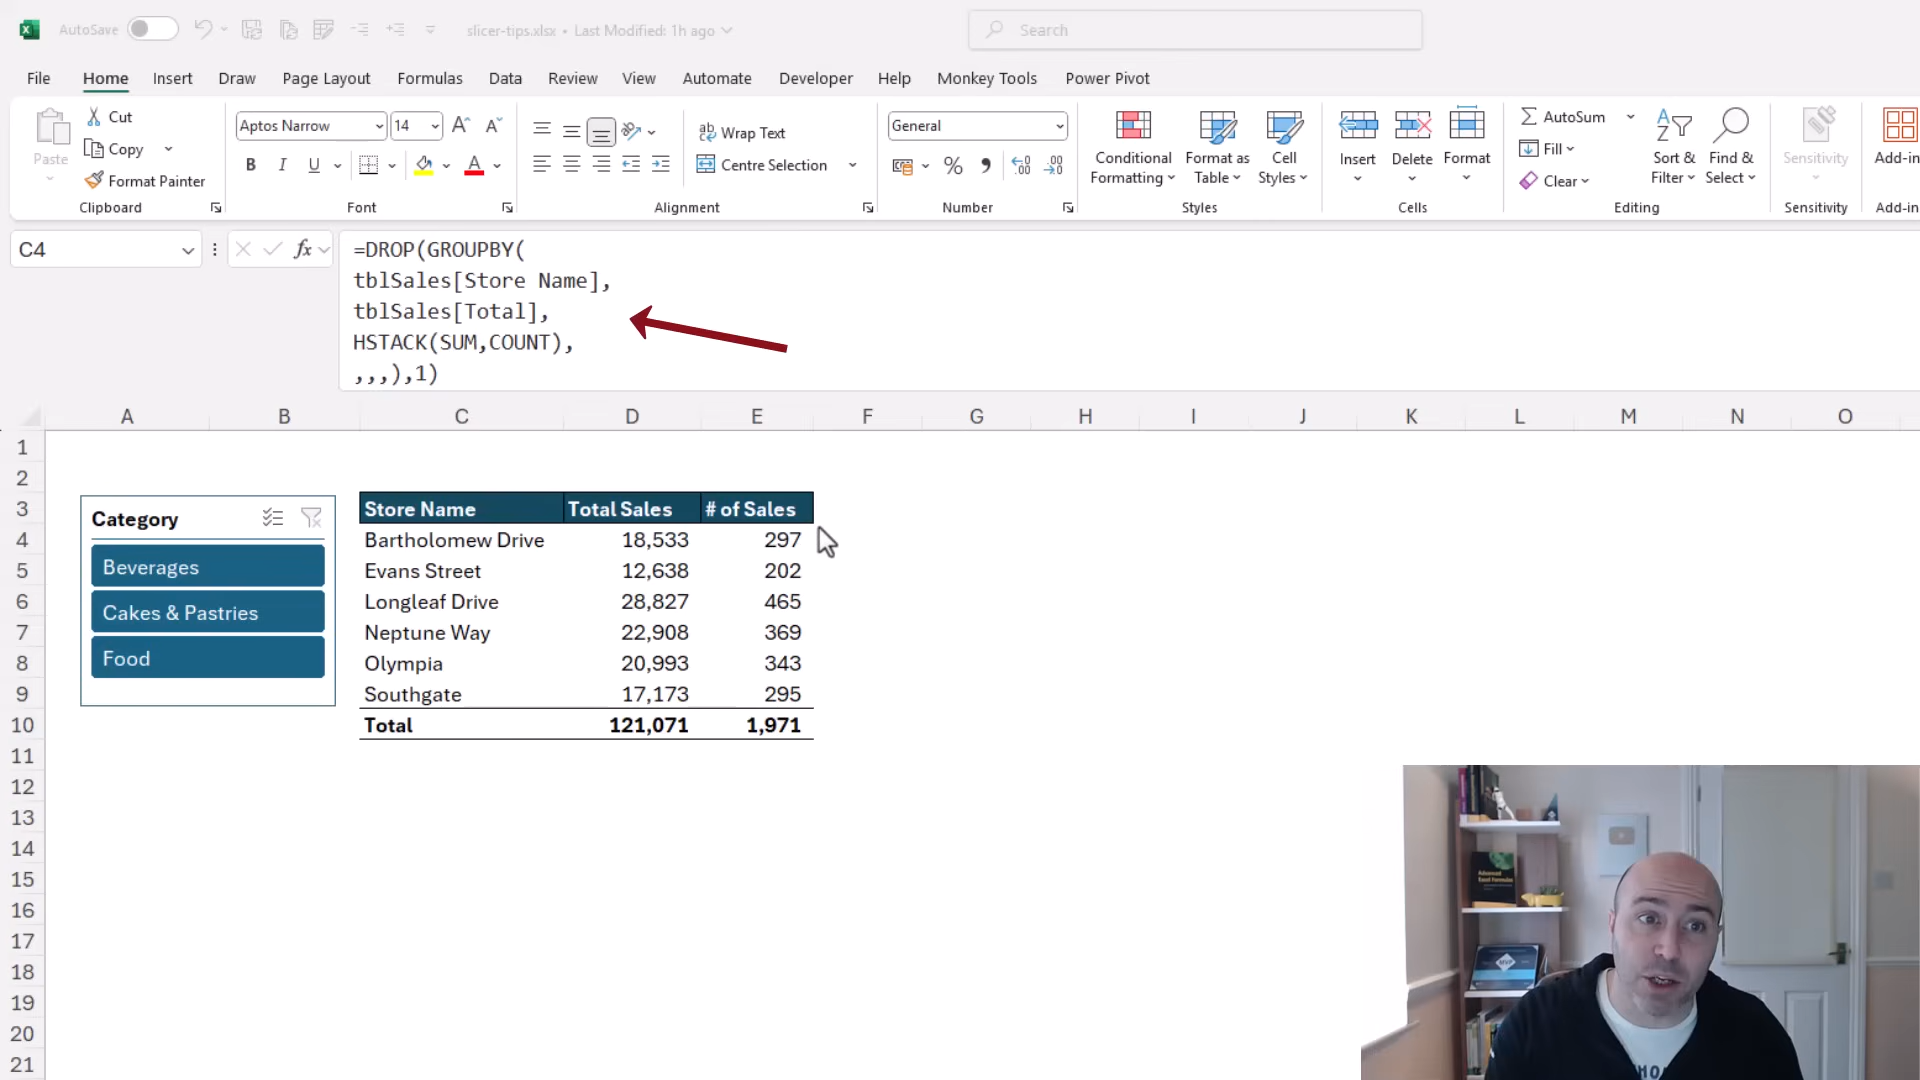 AutoSave
slicer-tips.xlsx • Last Modified: 1h ago
Search
File Home Insert Draw Page Layout Formulas Data Review View Automate Developer Help Monkey Tools Power Pivot
Paste
Cut
Copy
Format Painter
Clipboard
Aptos Narrow 14
B I U
Font
Wrap Text
Centre Selection
Alignment
General
Number
Conditional Formatting
Format as Table
Cell Styles
Styles
Insert
Delete
Format
Cells
AutoSum
Fill
Clear
Sort & Filter
Find & Select
Editing
Sensitivity
Sensitivity
Add-in
Add-in
C4
fx
=DROP(GROUPBY(
tblSales[Store Name],
tblSales[Total],
HSTACK(SUM,COUNT),
,,,),1)
A B C D E F G H I J K L M N O
1
2
3
4
5
6
7
8
9
10
11
12
13
14
15
16
17
18
19
20
21
Category
Beverages
Cakes & Pastries
Food
Store Name Total Sales # of Sales
Bartholomew Drive 18,533 297
Evans Street 12,638 202
Longleaf Drive 28,827 465
Neptune Way 22,908 369
Olympia 20,993 343
Southgate 17,173 295
Total 121,071 1,971
Advanced
Excel Formulas
MVP